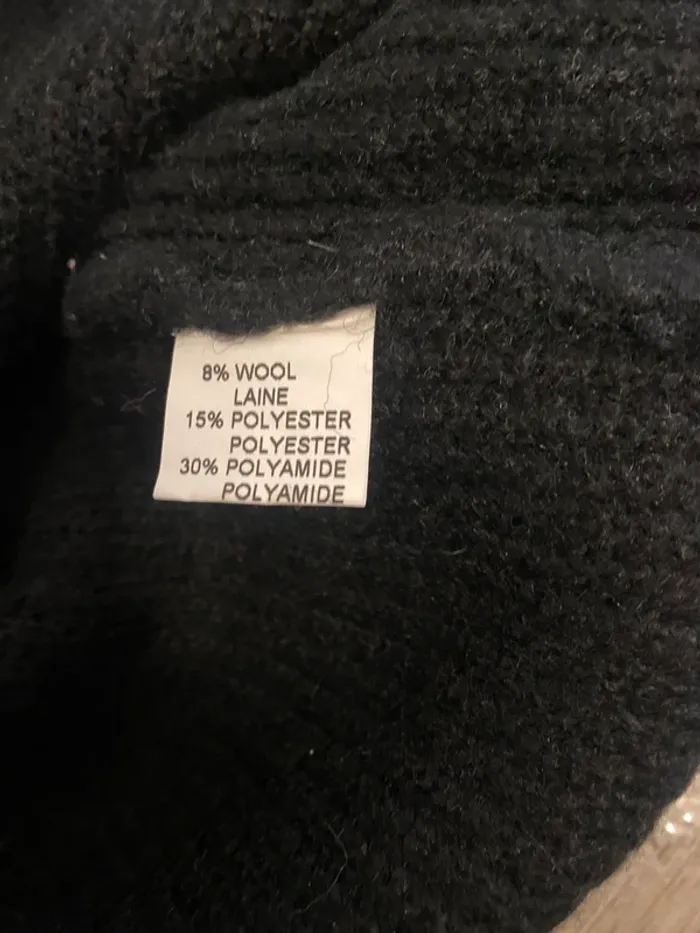 8% WOOL
LAINE
15% POLYESTER
POLYESTER
30% POLYAMIDE
POLYAMIDE